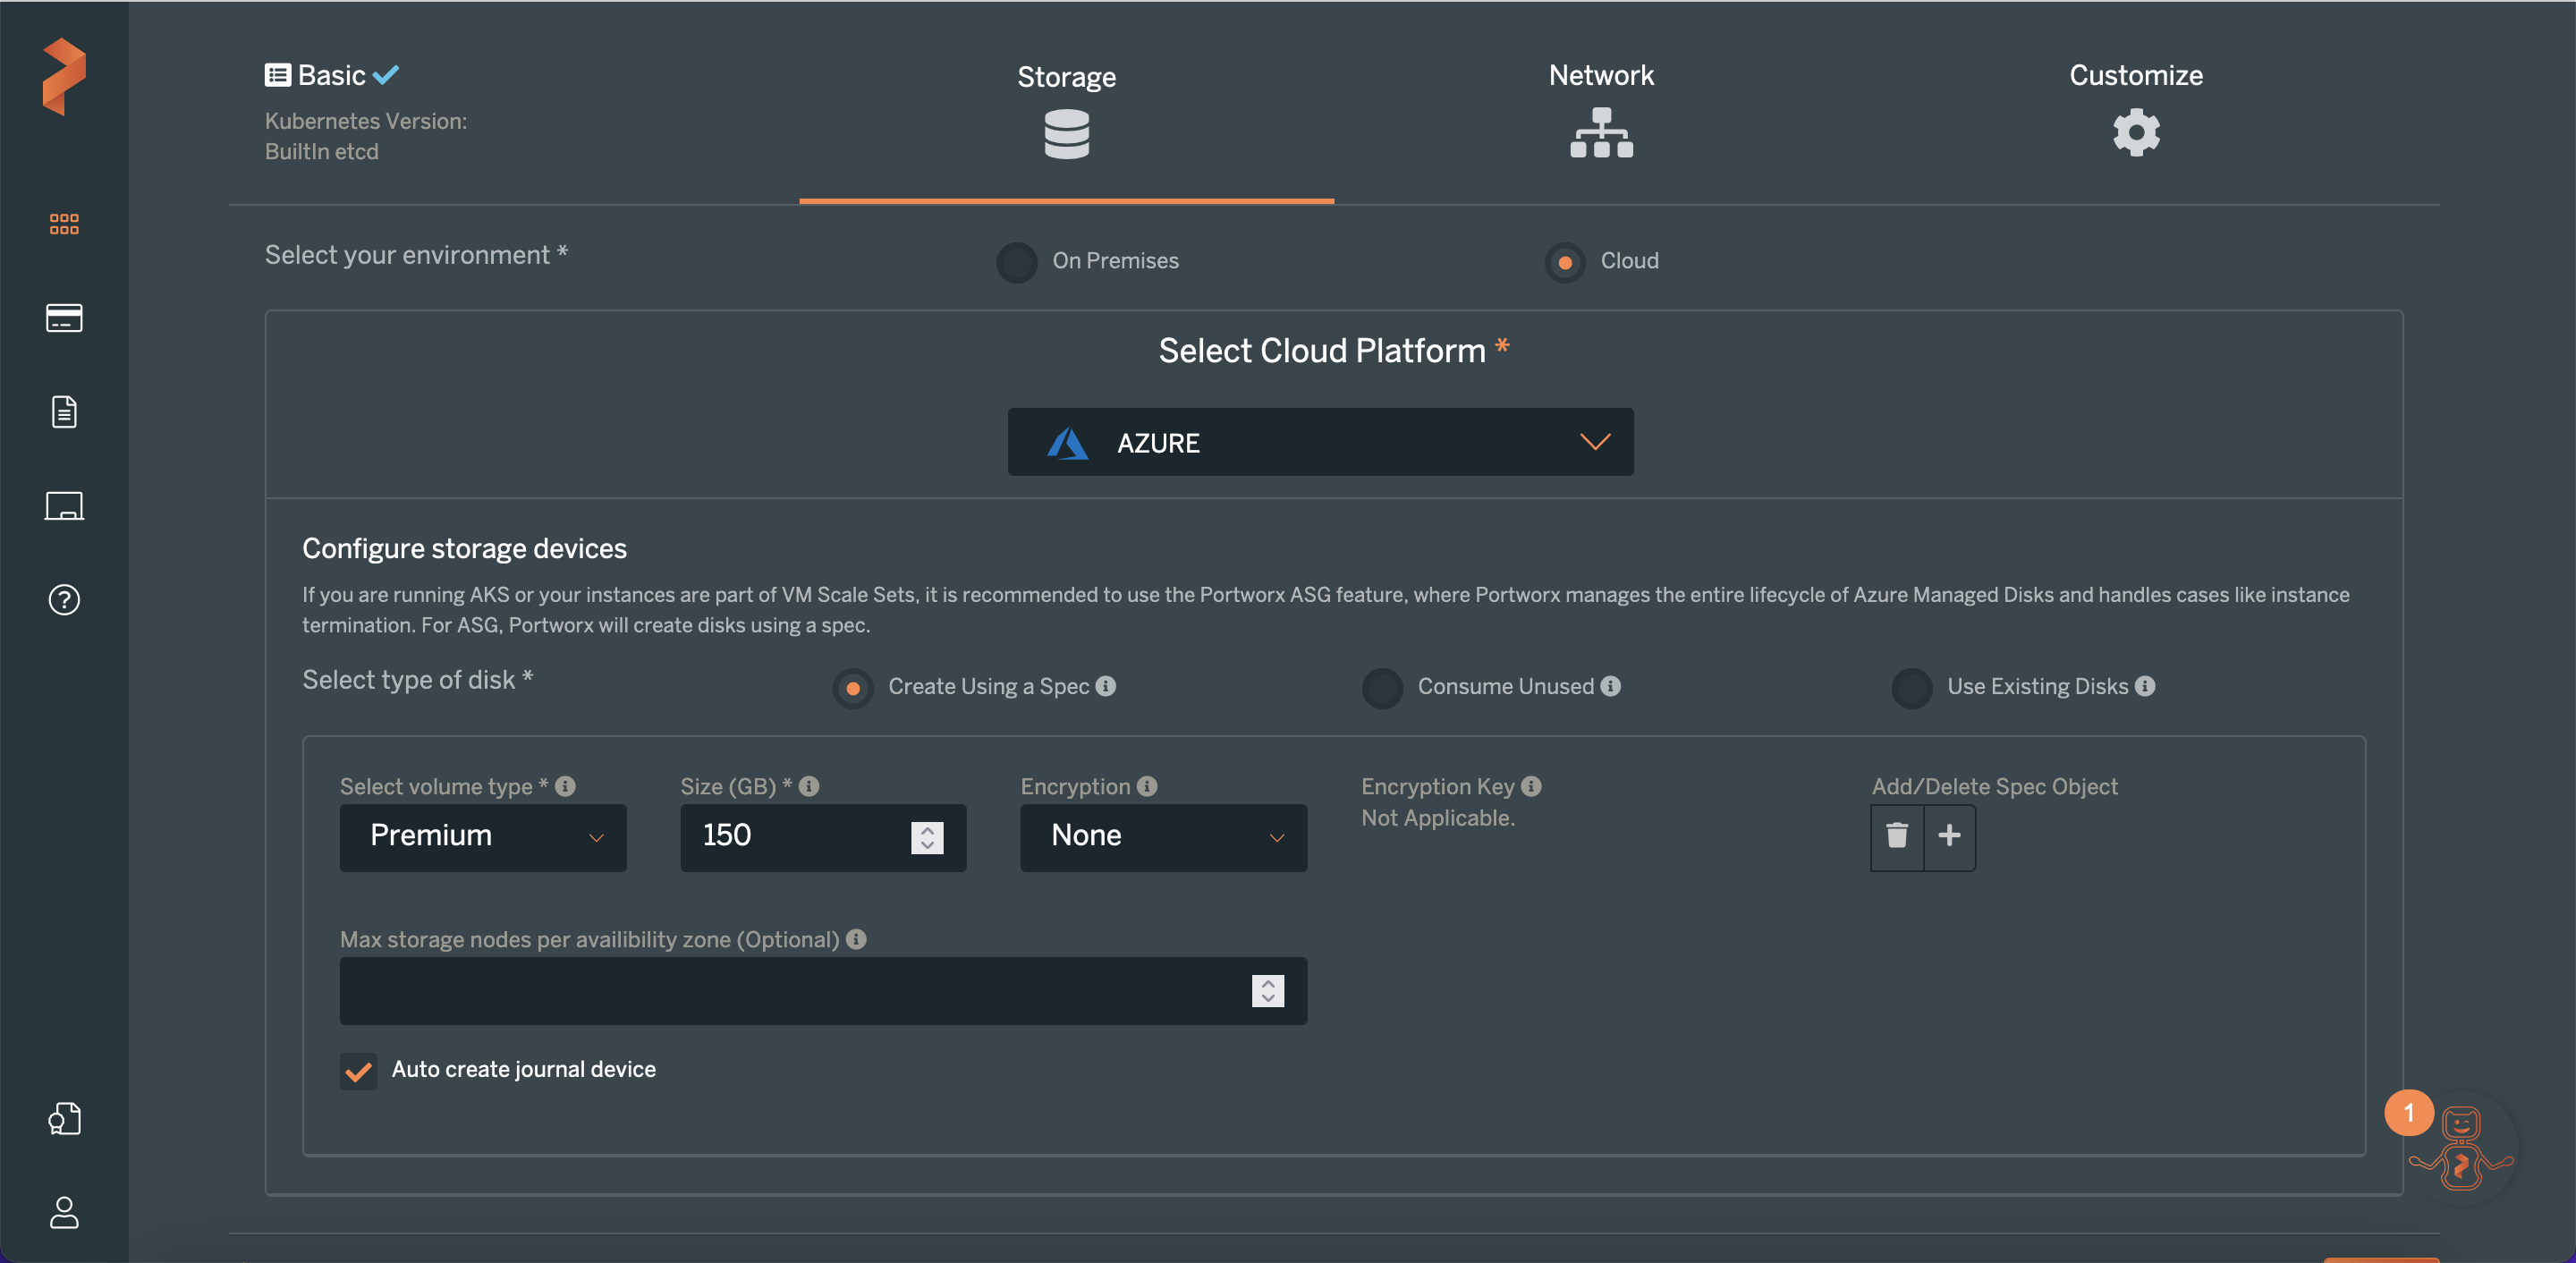 Basic
Storage
Network
Customize
Kubernetes Version:
BuiltIn etcd
Select your environment *
On Premises
Cloud
Select Cloud Platform *
AZURE
Configure storage devices
If you are running AKS or your instances are part of VM Scale Sets, it is recommended to use the Portworx ASG feature, where Portworx manages the entire lifecycle of Azure Managed Disks and handles cases like instance
termination. For ASG, Portworx will create disks using a spec.
Select type of disk *
Create Using a Spec
Consume Unused
Use Existing Disks
Select volume type *
Size (GB) *
Encryption
Encryption Key
Add/Delete Spec Object
Premium
150
None
Not Applicable.
Max storage nodes per availibility zone (Optional)
Auto create journal device
1